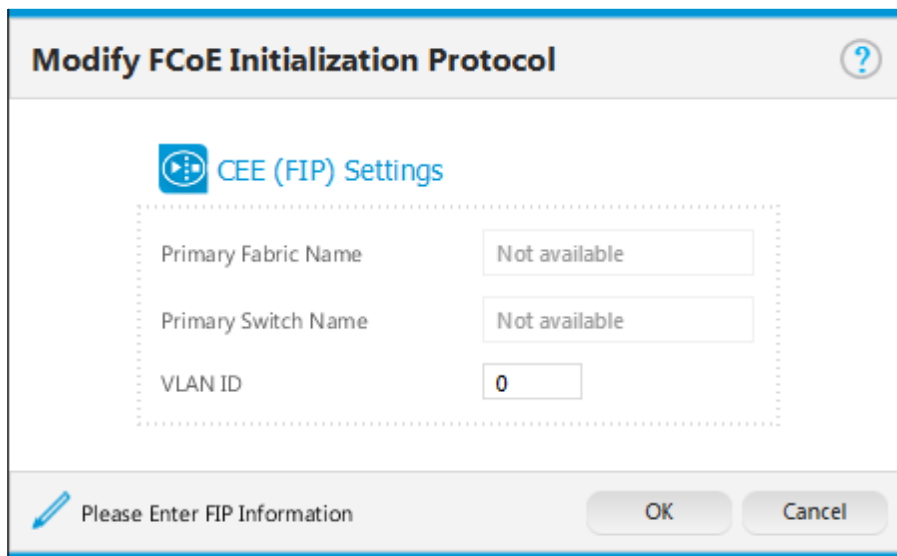 Modify FCoE Initialization Protocol
?
CEE (FIP) Settings
Primary Fabric Name Not available
Primary Switch Name Not available
VLAN ID 0
Please Enter FIP Information OK Cancel